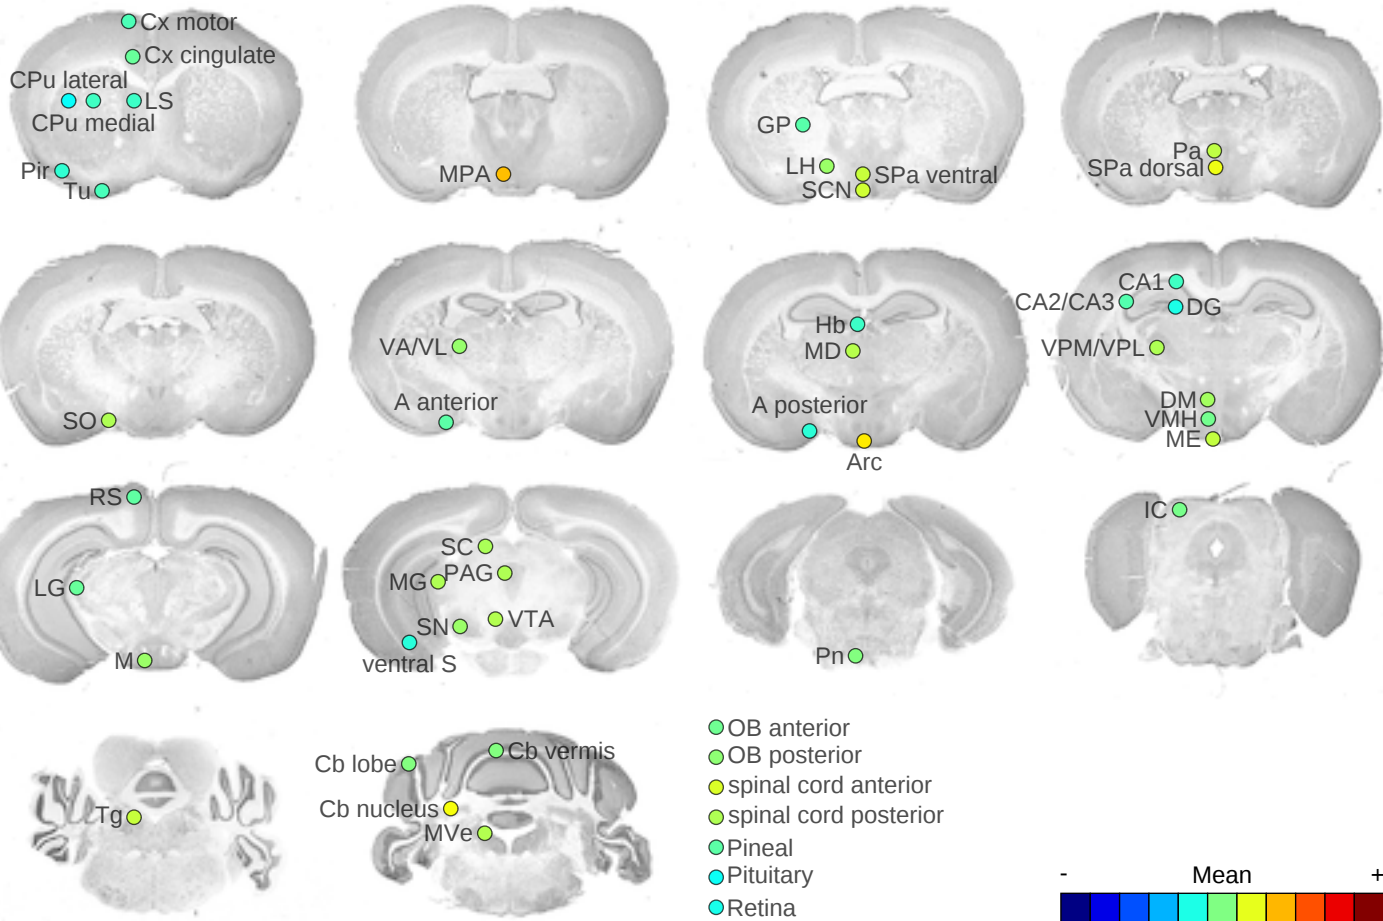 Cx motor
Cx cingulate
CPu lateral
LS
CPu medial
Pir
Tu
MPA
GP
LH
SPa ventral
SCN
Pa
SPa dorsal
SO
VA/VL
A anterior
Hb
MD
A posterior
Arc
CA1
CA2/CA3
DG
VPM/VPL
DM
VMH
ME
RS
LG
M
SC
PAG
MG
SN
VTA
ventral S
Pn
IC
Tg
Cb lobe
Cb vermis
Cb nucleus
MVe
OB anterior
OB posterior
spinal cord anterior
spinal cord posterior
Pineal
Pituitary
Retina
- Mean +